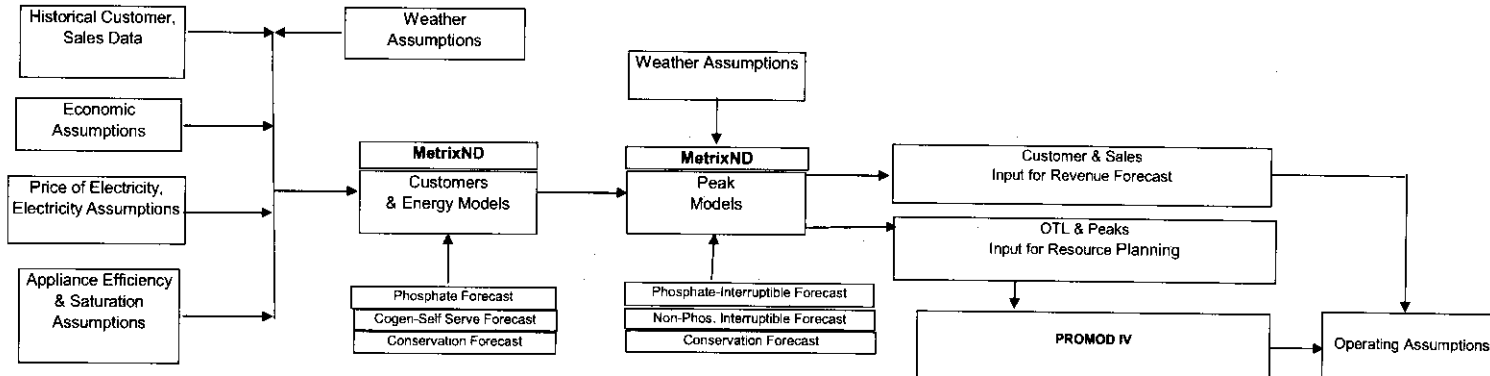 Historical Customer,
Sales Data
Weather
Assumptions
Weather Assumptions
Economic
Assumptions
MetrixND
Customers
& Energy Models
MetrixND
Peak
Models
Customer & Sales
Input for Revenue Forecast
Price of Electricity,
Electricity Assumptions
OTL & Peaks
Input for Resource Planning
Appliance Efficiency
& Saturation
Assumptions
Phosphate Forecast
Cogen-Self Serve Forecast
Conservation Forecast
Phosphate-Interruptible Forecast
Non-Phos. Interruptible Forecast
Conservation Forecast
PROMOD IV
Operating Assumptions